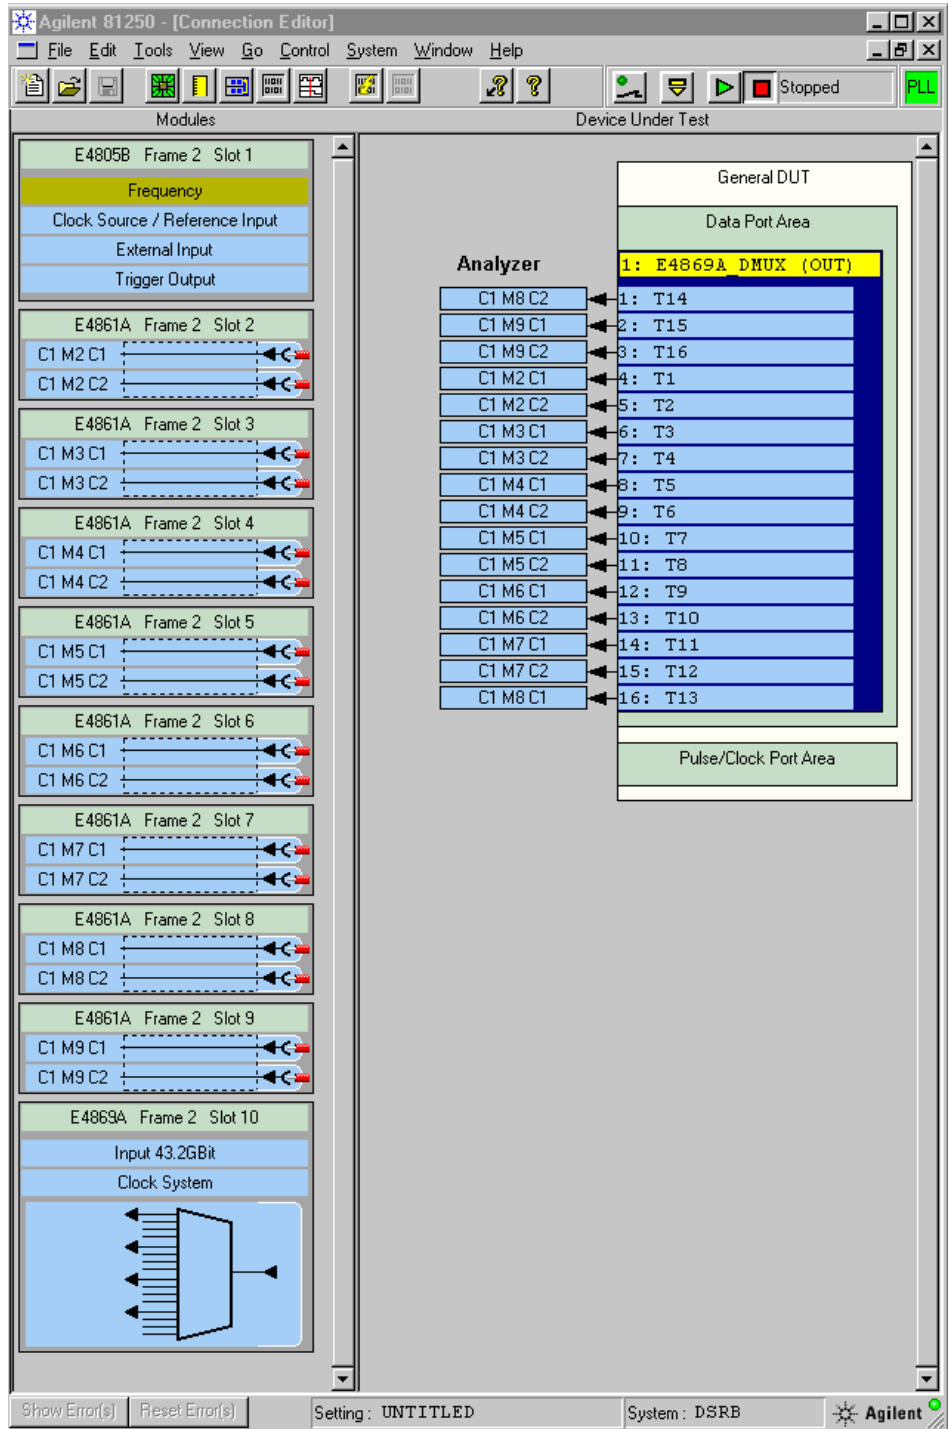 Agilent 81250 - [Connection Editor]
File Edit Tools View Go Control System Window Help
Stopped
PLL
Modules
Device Under Test
E4805B Frame 2 Slot 1
Frequency
Clock Source / Reference Input
External Input
Trigger Output
E4861A Frame 2 Slot 2
C1 M2 C1
C1 M2 C2
E4861A Frame 2 Slot 3
C1 M3 C1
C1 M3 C2
E4861A Frame 2 Slot 4
C1 M4 C1
C1 M4 C2
E4861A Frame 2 Slot 5
C1 M5 C1
C1 M5 C2
E4861A Frame 2 Slot 6
C1 M6 C1
C1 M6 C2
E4861A Frame 2 Slot 7
C1 M7 C1
C1 M7 C2
E4861A Frame 2 Slot 8
C1 M8 C1
C1 M8 C2
E4861A Frame 2 Slot 9
C1 M9 C1
C1 M9 C2
E4869A Frame 2 Slot 10
Input 43.2GBit
Clock System
General DUT
Data Port Area
Analyzer
1: E4869A_DMUX (OUT)
C1 M8 C2 1: T14
C1 M9 C1 2: T15
C1 M9 C2 3: T16
C1 M2 C1 4: T1
C1 M2 C2 5: T2
C1 M3 C1 6: T3
C1 M3 C2 7: T4
C1 M4 C1 8: T5
C1 M4 C2 9: T6
C1 M5 C1 10: T7
C1 M5 C2 11: T8
C1 M6 C1 12: T9
C1 M6 C2 13: T10
C1 M7 C1 14: T11
C1 M7 C2 15: T12
C1 M8 C1 16: T13
Pulse/Clock Port Area
Show Error(s) Reset Error(s) Setting : UNTITLED System : DSRB Agilent